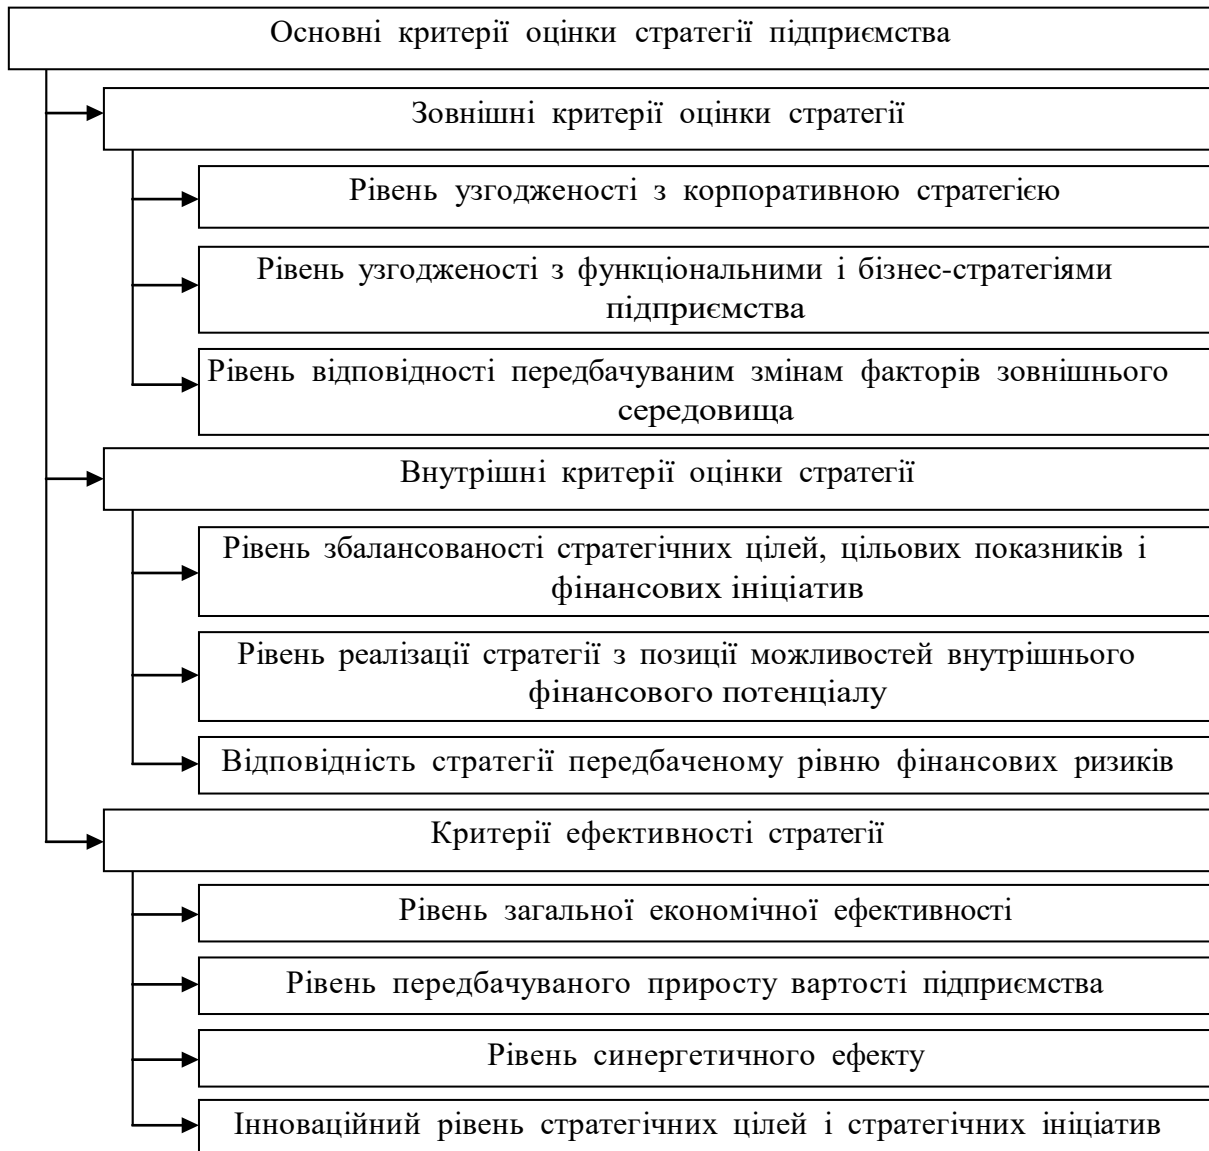 Основні критерії оцінки стратегії підприємства
Зовнішні критерії оцінки стратегії
Рівень узгодженості з корпоративною стратегією
Рівень узгодженості з функціональними і бізнес-стратегіями
підприємства
Рівень відповідності передбачуваним змінам факторів зовнішнього
середовища
Внутрішні критерії оцінки стратегії
Рівень збалансованості стратегічних цілей, цільових показників і
фінансових ініціатив
Рівень реалізації стратегії з позиції можливостей внутрішнього
фінансового потенціалу
Відповідність стратегії передбаченому рівню фінансових ризиків
Критерії ефективності стратегії
Рівень загальної економічної ефективності
Рівень передбачуваного приросту вартості підприємства
Рівень синергетичного ефекту
Інноваційний рівень стратегічних цілей і стратегічних ініціатив